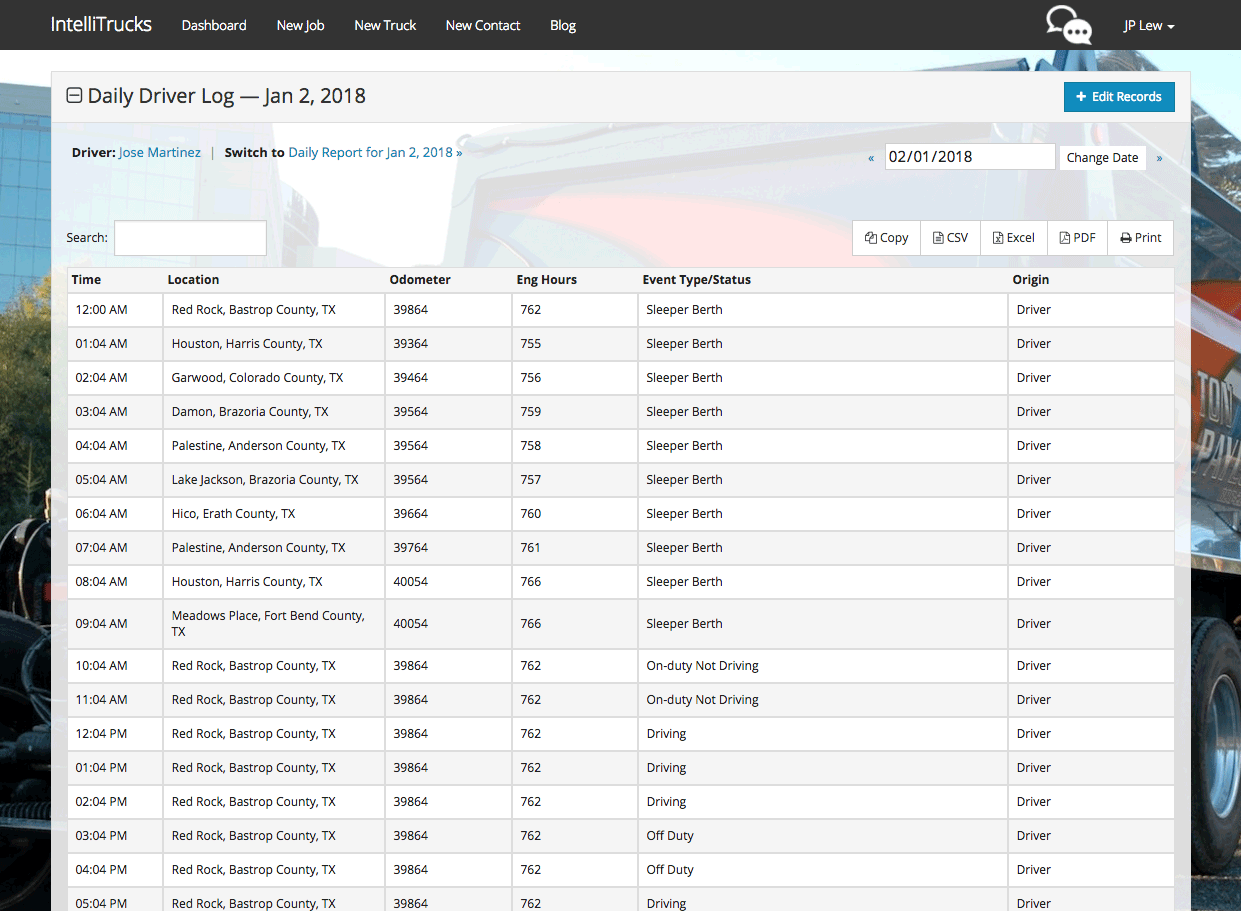 IntelliTrucks Dashboard New Job New Truck New Contact Blog JP Lew
Daily Driver Log — Jan 2, 2018 + Edit Records
Driver: Jose Martinez | Switch to Daily Report for Jan 2, 2018 » « 02/01/2018 Change Date »
Search: Copy CSV Excel PDF Print
Time Location Odometer Eng Hours Event Type/Status Origin
12:00 AM Red Rock, Bastrop County, TX 39864 762 Sleeper Berth Driver
01:04 AM Houston, Harris County, TX 39364 755 Sleeper Berth Driver
02:04 AM Garwood, Colorado County, TX 39464 756 Sleeper Berth Driver
03:04 AM Damon, Brazoria County, TX 39564 759 Sleeper Berth Driver
04:04 AM Palestine, Anderson County, TX 39564 758 Sleeper Berth Driver
05:04 AM Lake Jackson, Brazoria County, TX 39564 757 Sleeper Berth Driver
06:04 AM Hico, Erath County, TX 39664 760 Sleeper Berth Driver
07:04 AM Palestine, Anderson County, TX 39764 761 Sleeper Berth Driver
08:04 AM Houston, Harris County, TX 40054 766 Sleeper Berth Driver
09:04 AM Meadows Place, Fort Bend County,
TX 40054 766 Sleeper Berth Driver
10:04 AM Red Rock, Bastrop County, TX 39864 762 On-duty Not Driving Driver
11:04 AM Red Rock, Bastrop County, TX 39864 762 On-duty Not Driving Driver
12:04 PM Red Rock, Bastrop County, TX 39864 762 Driving Driver
01:04 PM Red Rock, Bastrop County, TX 39864 762 Driving Driver
02:04 PM Red Rock, Bastrop County, TX 39864 762 Driving Driver
03:04 PM Red Rock, Bastrop County, TX 39864 762 Off Duty Driver
04:04 PM Red Rock, Bastrop County, TX 39864 762 Off Duty Driver
05:04 PM Red Rock, Bastrop County, TX 39864 762 Driving Driver
TON